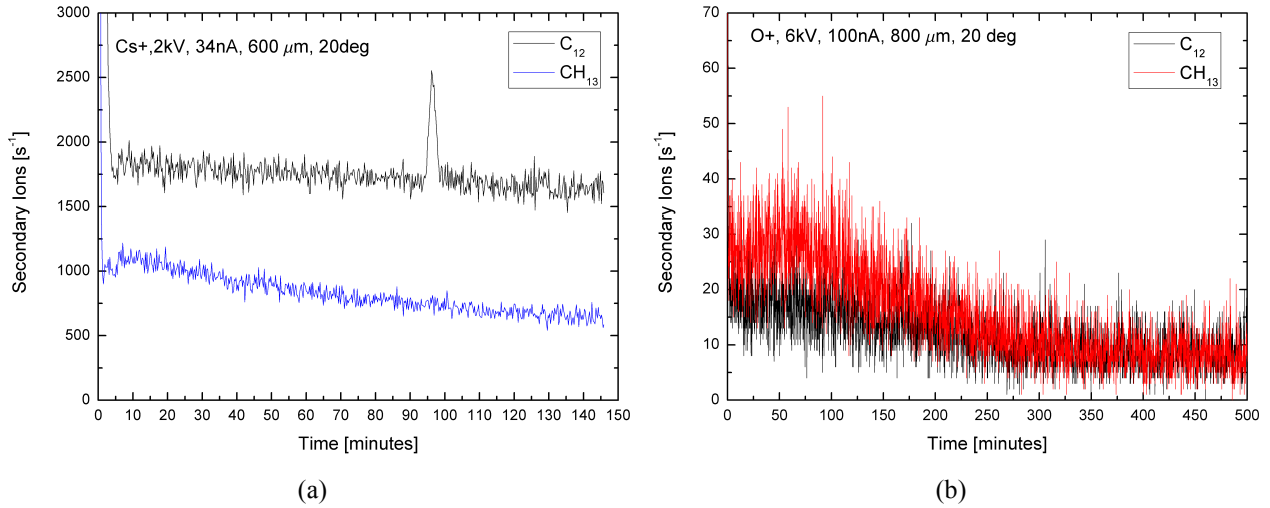 Cs+,2kV, 34nA, 600 μm, 20deg
C12
CH13
3000
2500
2000
1500
1000
500
0
Secondary Ions [s-1]
0 10 20 30 40 50 60 70 80 90 100 110 120 130 140 150
Time [minutes]
(a)
O+, 6kV, 100nA, 800 μm, 20 deg
C12
CH13
70
60
50
40
30
20
10
0
Secondary Ions [s-1]
0 50 100 150 200 250 300 350 400 450 500
Time [minutes]
(b)